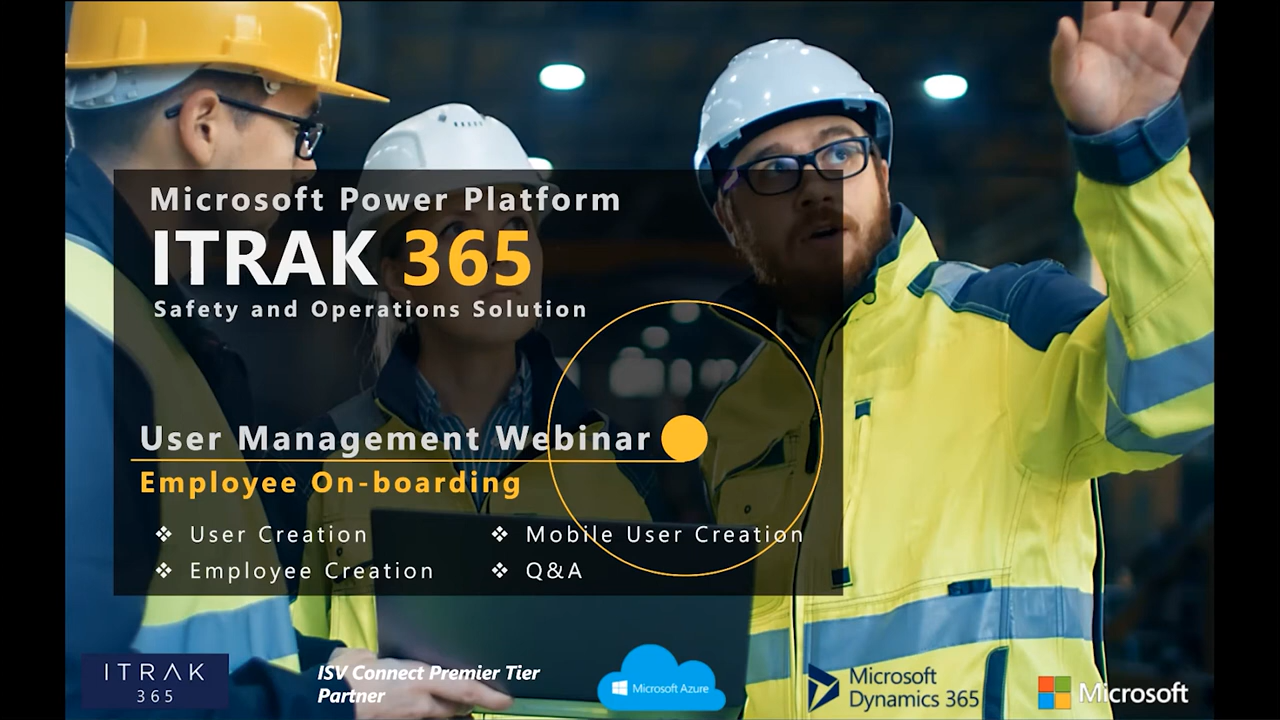 Microsoft Power Platform
ITRAK 365
Safety and Operations Solution
User Management Webinar
Employee On-boarding
❖ User Creation
❖ Mobile User Creation
❖ Employee Creation
❖ Q&A
ITRAK
365
ISV Connect Premier Tier
Partner
Microsoft Azure
Microsoft
Dynamics 365
Microsoft